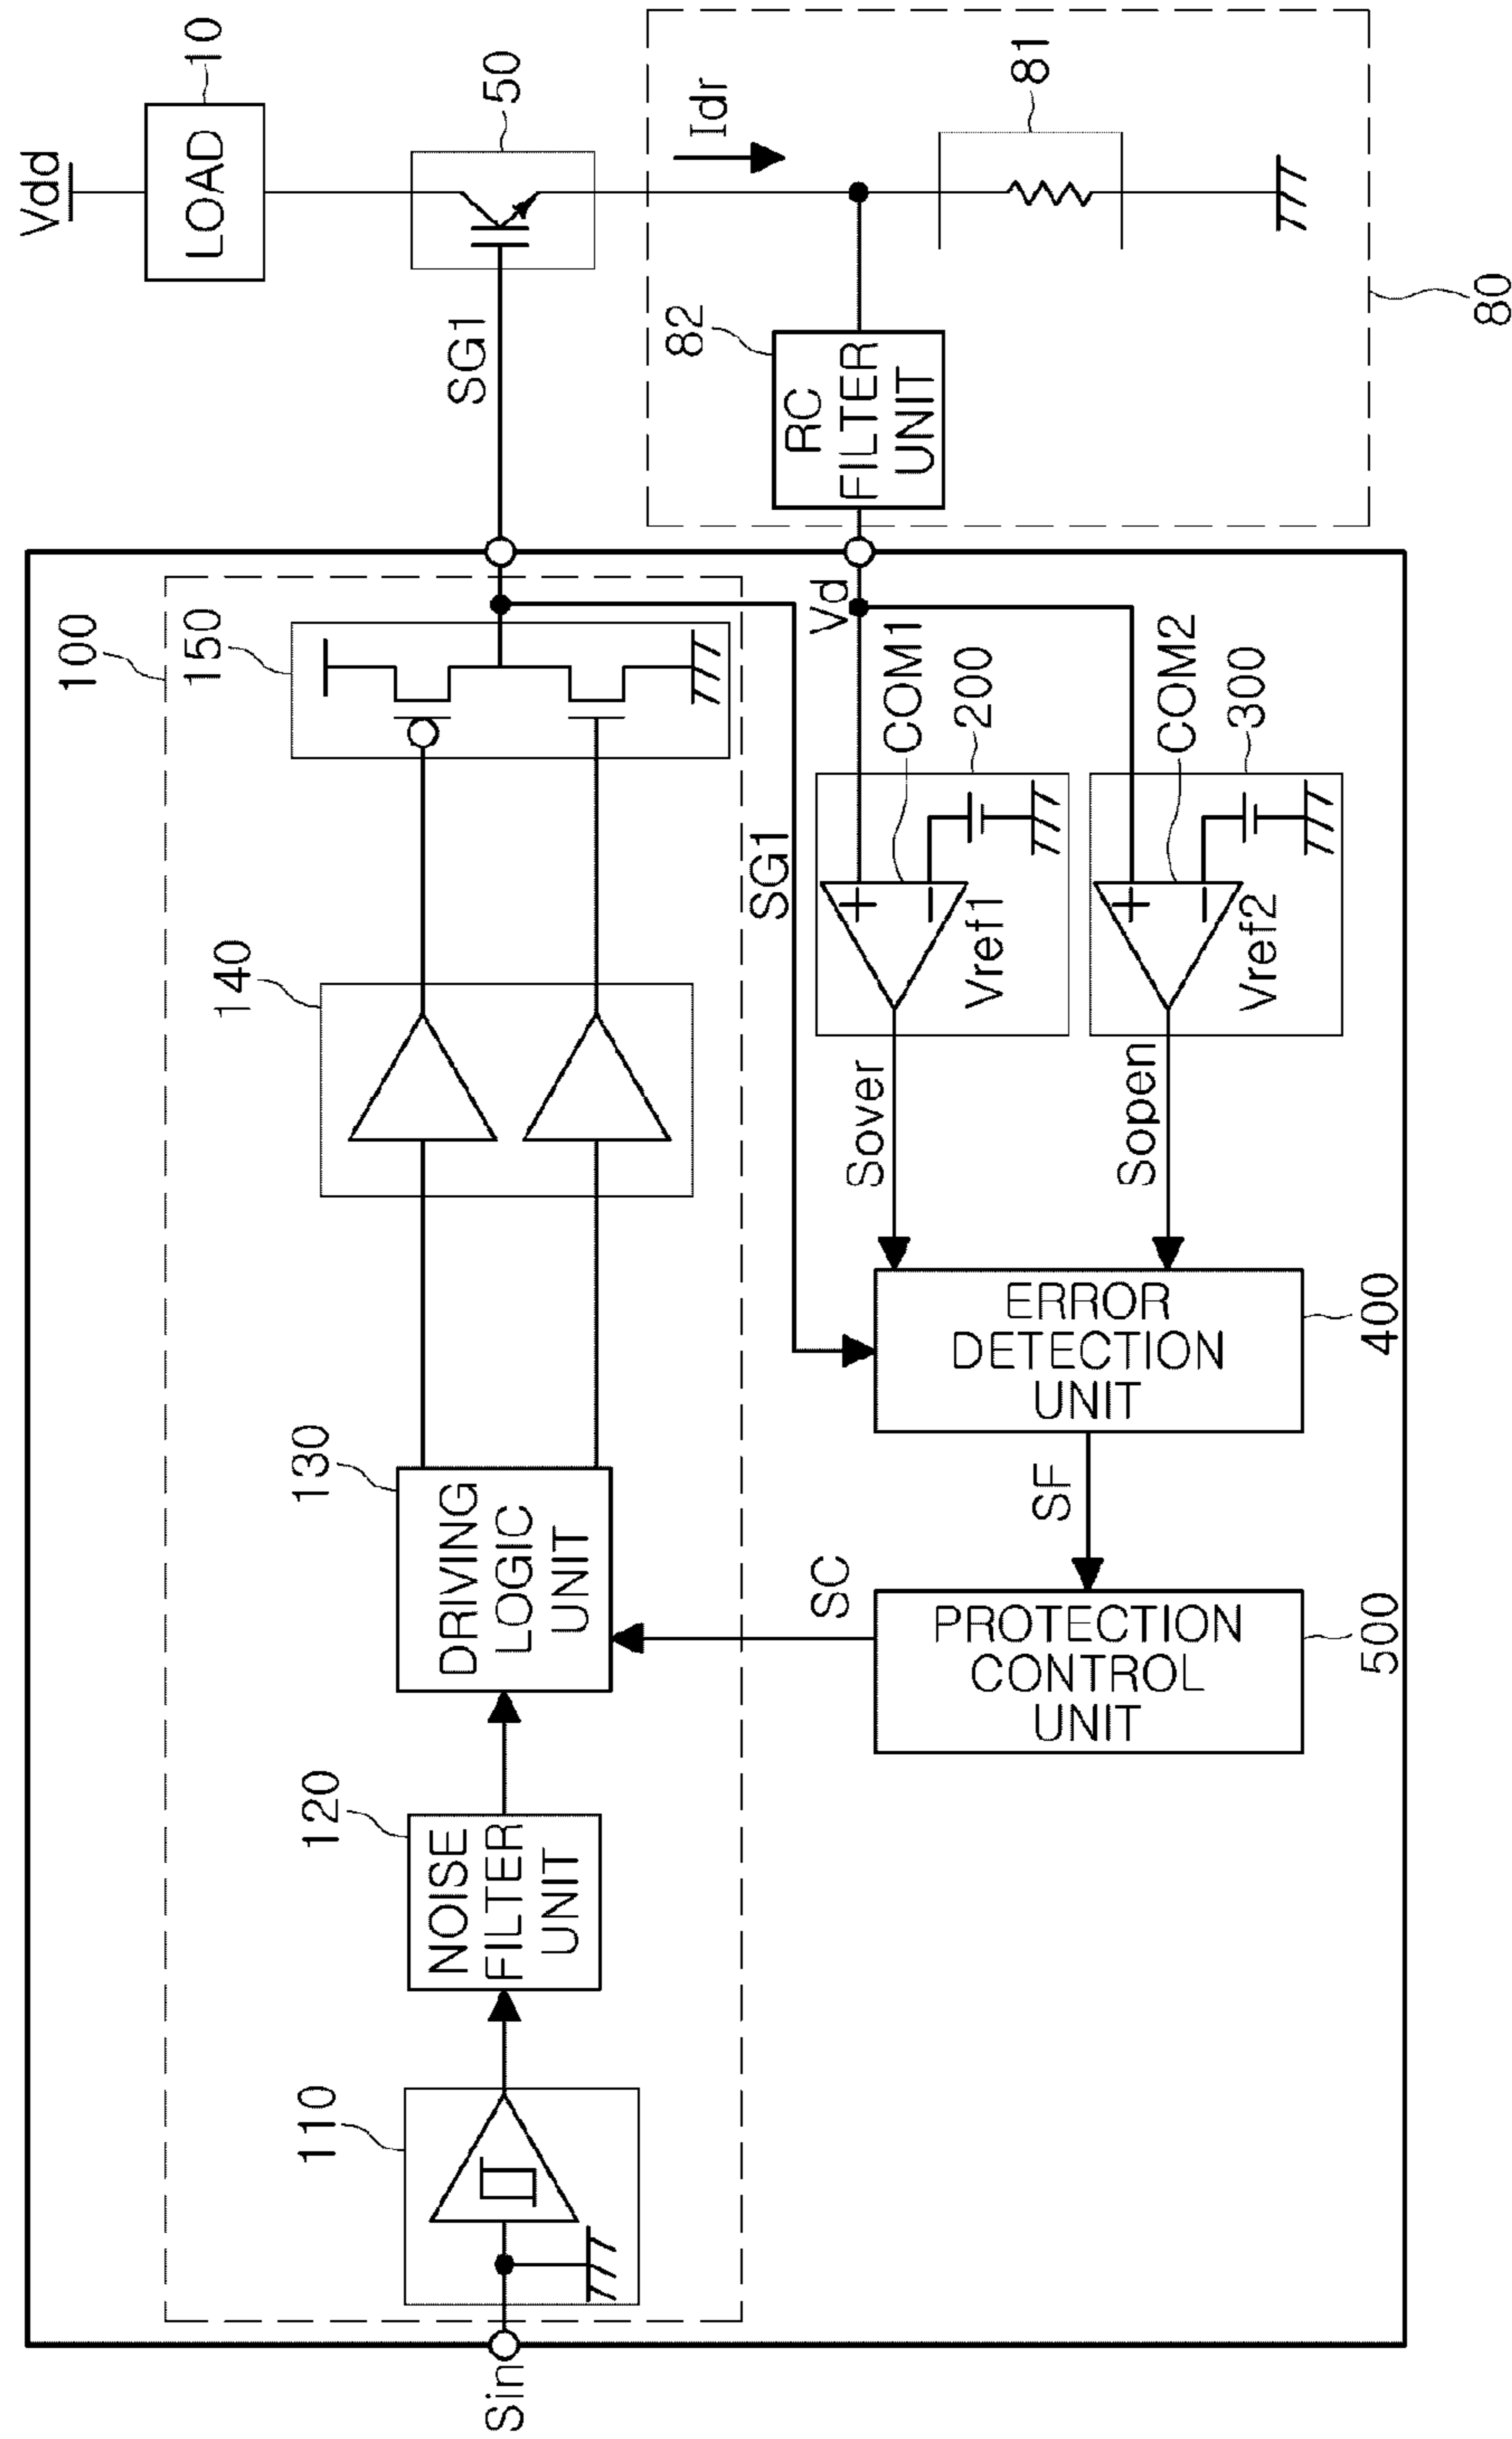 Vdd
LOAD
10
50
SG1
Idr
81
82
RC
FILTER
UNIT
80
100
150
140
130
DRIVING
LOGIC
UNIT
120
NOISE
FILTER
UNIT
110
Sin
SG1
Vd
COM1
200
Vref1
Sover
COM2
300
Vref2
Sopen
ERROR
DETECTION
UNIT
400
SF
SC
PROTECTION
CONTROL
UNIT
500